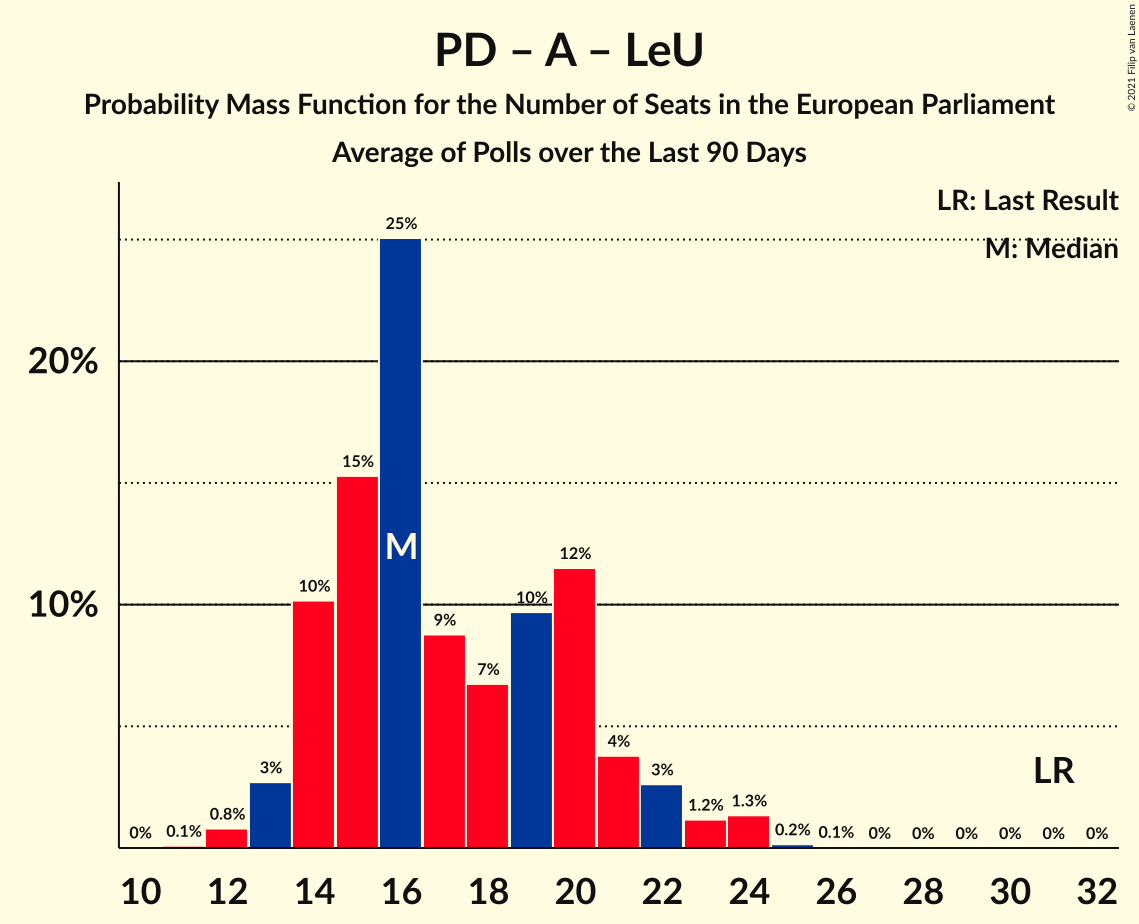 PD – A – LeU
Probability Mass Function for the Number of Seats in the European Parliament
Average of Polls over the Last 90 Days
© 2021 Filip van Laenen
LR: Last Result
M: Median
20%
10%
0%
0.1%
0.8%
3%
10%
15%
25%
M
9%
7%
10%
12%
4%
3%
1.2%
1.3%
0.2%
0.1%
0%
0%
0%
0%
0%
0%
LR
10 12 14 16 18 20 22 24 26 28 30 32